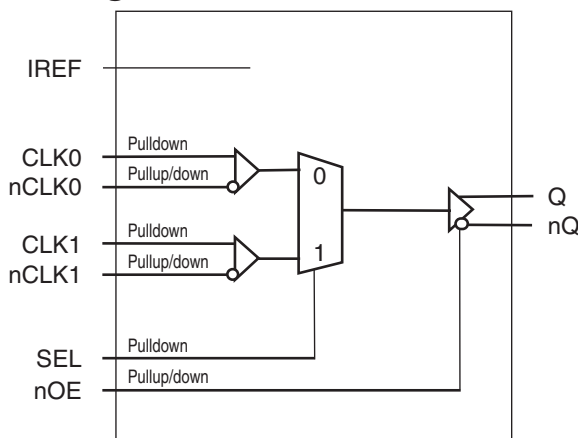 IREF
CLK0 Pulldown
nCLK0 Pullup/down
0
CLK1 Pulldown
nCLK1 Pullup/down
1
Q
nQ
SEL Pulldown
nOE Pullup/down